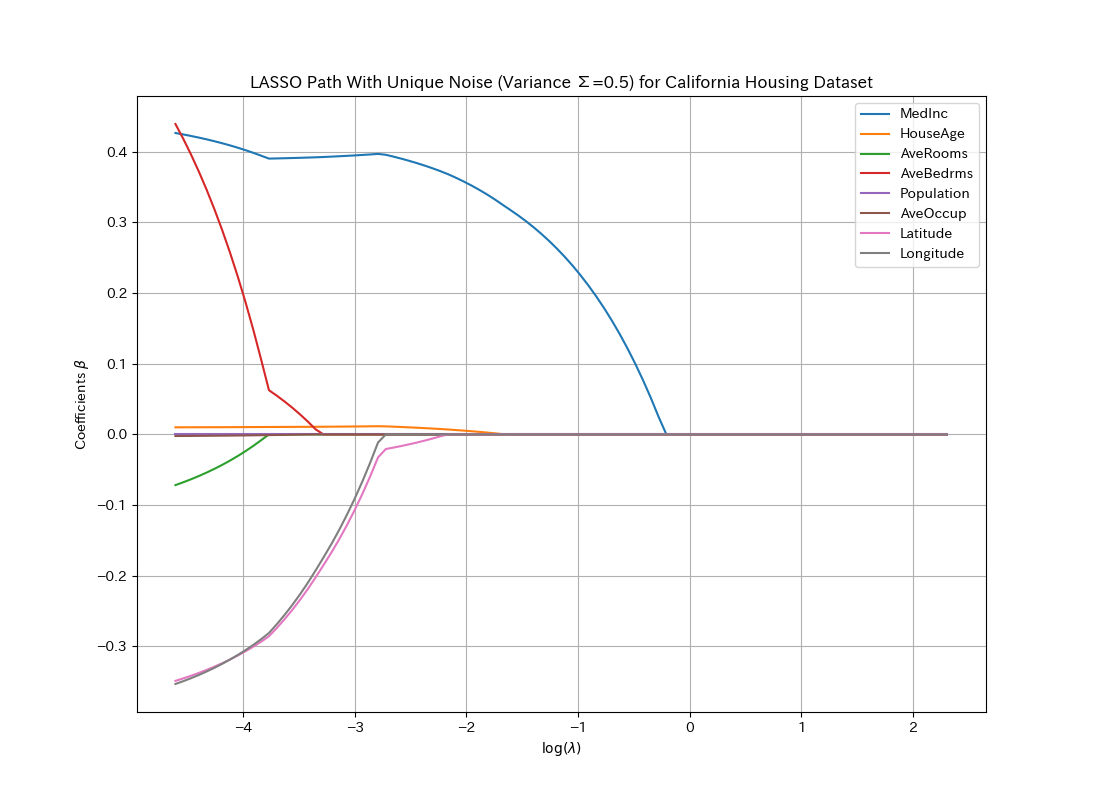 LASSO Path With Unique Noise (Variance Σ=0.5) for California Housing Dataset
MedInc
HouseAge
AveRooms
AveBedrms
Population
AveOccup
Latitude
Longitude
0.4
0.3
0.2
0.1
0.0
−0.1
−0.2
−0.3
Coefficients β
−4
−3
−2
−1
0
1
2
log(λ)